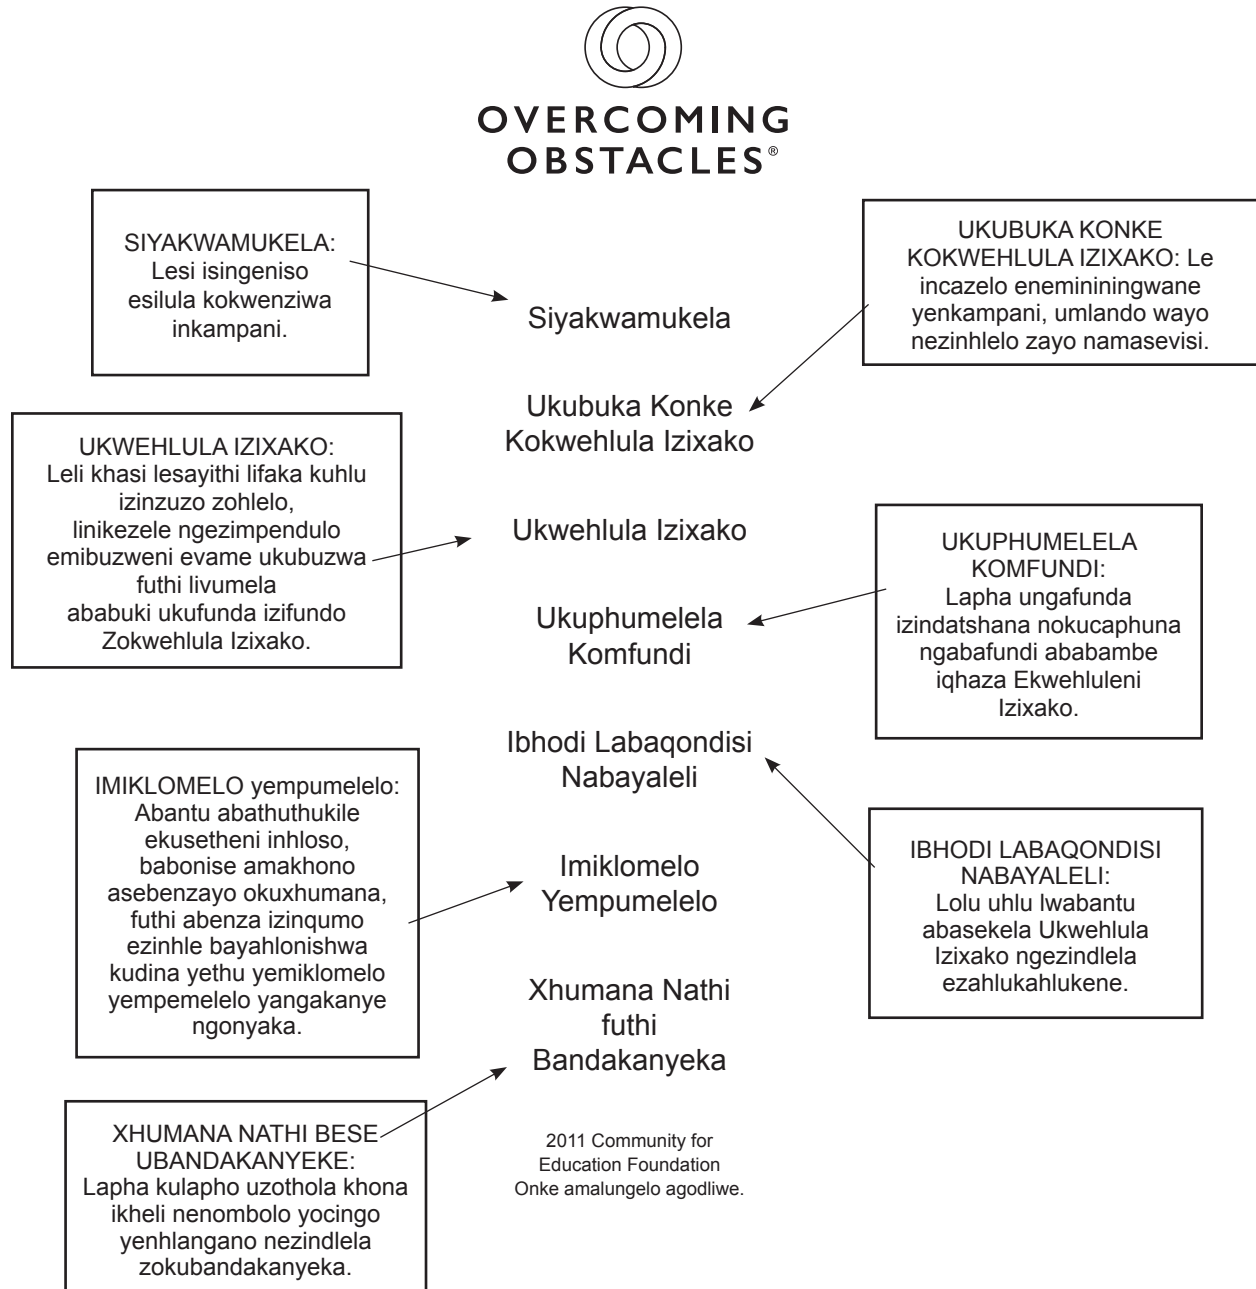 OVERCOMING
OBSTACLES®
SIYAKWAMUKELA:
Lesi isingeniso
esilula kokwenziwa
inkampani.
Siyakwamukela
UKUBUKA KONKE
KOKWEHLULA IZIXAKO: Le
incazelo enemininingwane
yenkampani, umlando wayo
nezinhlelo zayo namasevisi.
Ukubuka Konke
Kokwehlula Izixako
UKWEHLULA IZIXAKO:
Leli khasi lesayithi lifaka kuhlu
izinzuzo zohlelo,
linikezele ngezimpendulo
emibuzweni evame ukubuzwa
futhi livumela
ababuki ukufunda izifundo
Zokwehlula Izixako.
Ukwehlula Izixako
UKUPHUMELELA
KOMFUNDI:
Lapha ungafunda
izindatshana nokucaphuna
ngabafundi ababambe
iqhaza Ekwehluleni
Izixako.
Ukuphumelela
Komfundi
Ibhodi Labaqondisi
Nabayaleli
IMIKLOMELO yempumelelo:
Abantu abathuthukile
ekusetheni inhloso,
babonise amakhono
asebenzayo okuxhumana,
futhi abenza izinqumo
ezinhle bayahlonishwa
kudina yethu yemiklomelo
yempemelelo yangakanye
ngonyaka.
Imiklomelo
Yempumelelo
IBHODI LABAQONDISI
NABAYALELI:
Lolu uhlu lwabantu
abasekela Ukwehlula
Izixako ngezindlela
ezahlukahlukene.
Xhumana Nathi
futhi
Bandakanyeka
XHUMANA NATHI BESE
UBANDAKANYEKE:
Lapha kulapho uzothola khona
ikheli nenombolo yocingo
yenhlangano nezindlela
zokubandakanyeka.
2011 Community for
Education Foundation
Onke amalungelo agodliwe.